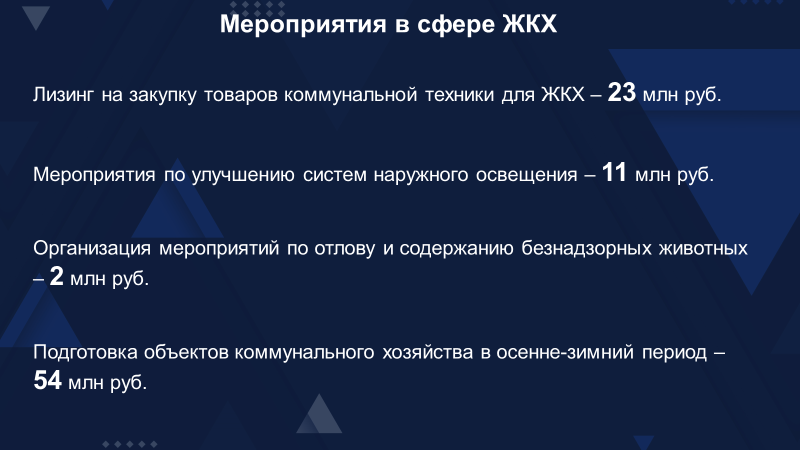 Мероприятия в сфере ЖКХ
Лизинг на закупку товаров коммунальной техники для ЖКХ – 23 млн руб.
Мероприятия по улучшению систем наружного освещения – 11 млн руб.
Организация мероприятий по отлову и содержанию безнадзорных животных
– 2 млн руб.
Подготовка объектов коммунального хозяйства в осенне-зимний период –
54 млн руб.